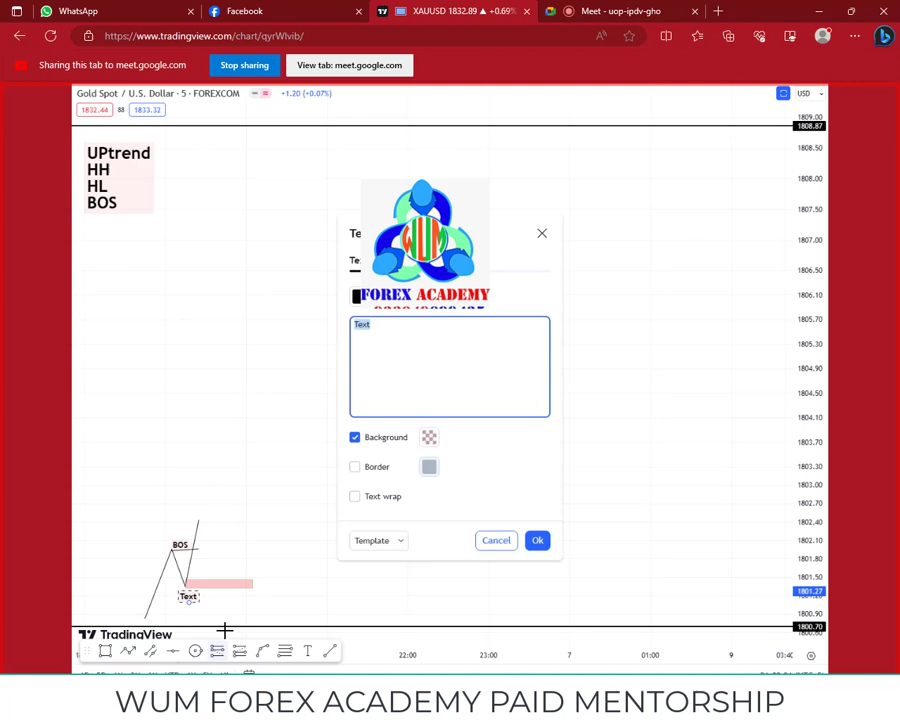 WhatsApp
Facebook
XAUUSD 1832.89 ▲ +0.69%
Meet - uop-ipdv-gho
https://www.tradingview.com/chart/qyrWlvib/
Sharing this tab to meet.google.com
Stop sharing
View tab: meet.google.com
Gold Spot / U.S. Dollar · 5 · FOREXCOM
+1.20 (+0.07%)
USD
1832.44
88
1833.32
1809.00
1808.87
1808.50
UPtrend
HH
HL
BOS
1808.00
1807.50
1807.00
1806.50
1806.10
1805.70
1805.30
1804.90
1804.50
1804.10
1803.70
1803.30
1803.00
1802.70
1802.40
1802.10
1801.80
1801.50
1801.27
1800.90
1800.70
WUM
FOREX ACADEMY
Text
Background
Border
Text wrap
Template
Cancel
Ok
BOS
Text
TradingView
22:00
23:00
7
01:00
9
WUM FOREX ACADEMY PAID MENTORSHIP